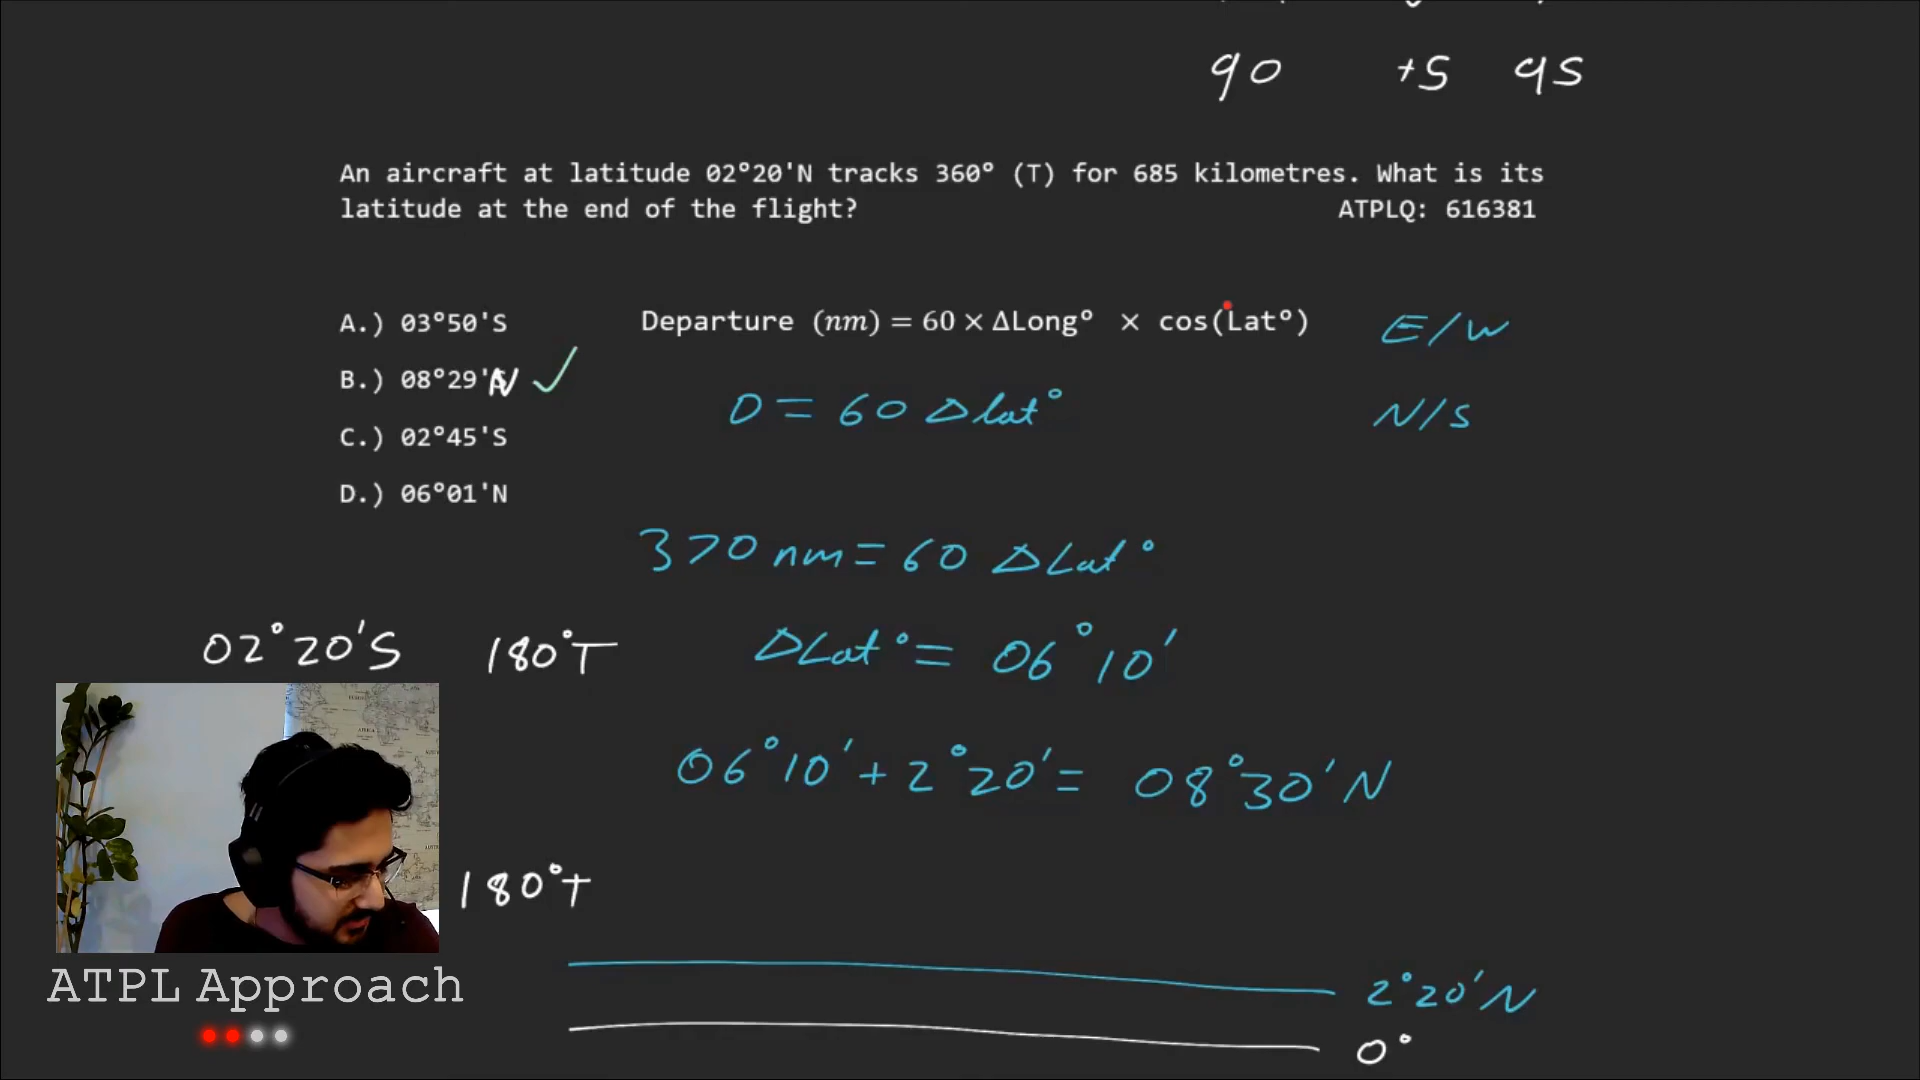 90 +5 95
An aircraft at latitude 02°20'N tracks 360° (T) for 685 kilometres. What is its
latitude at the end of the flight? ATPLQ: 616381
A.) 03°50'S Departure (nm) = 60 × ΔLong° × cos(Lat°) E/W
B.) 08°29'N ✓
D = 60 Δlat° N/S
C.) 02°45'S
D.) 06°01'N
370 nm = 60 ΔLat°
02°20'S 180°T ΔLat° = 06°10'
06°10' + 2°20' = 08°30'N
180°T
ATPL Approach
2°20'N
0°